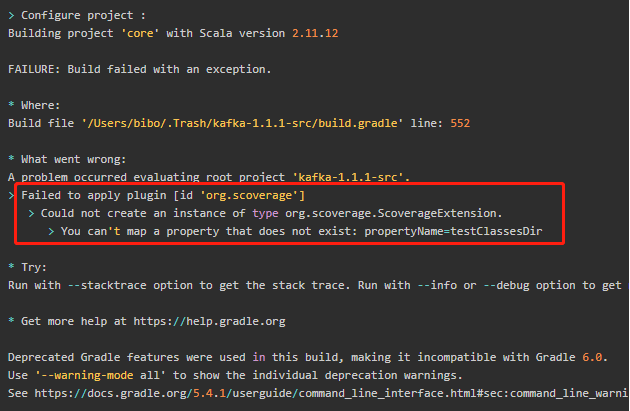 > Configure project :
Building project 'core' with Scala version 2.11.12
FAILURE: Build failed with an exception.
* Where:
Build file '/Users/bibo/.Trash/kafka-1.1.1-src/build.gradle' line: 552
* What went wrong:
A problem occurred evaluating root project 'kafka-1.1.1-src'.
> Failed to apply plugin [id 'org.scoverage']
> Could not create an instance of type org.scoverage.ScoverageExtension.
> You can't map a property that does not exist: propertyName=testClassesDir
* Try:
Run with --stacktrace option to get the stack trace. Run with --info or --debug option to get
* Get more help at https://help.gradle.org
Deprecated Gradle features were used in this build, making it incompatible with Gradle 6.0.
Use '--warning-mode all' to show the individual deprecation warnings.
See https://docs.gradle.org/5.4.1/userguide/command_line_interface.html#sec:command_line_warni